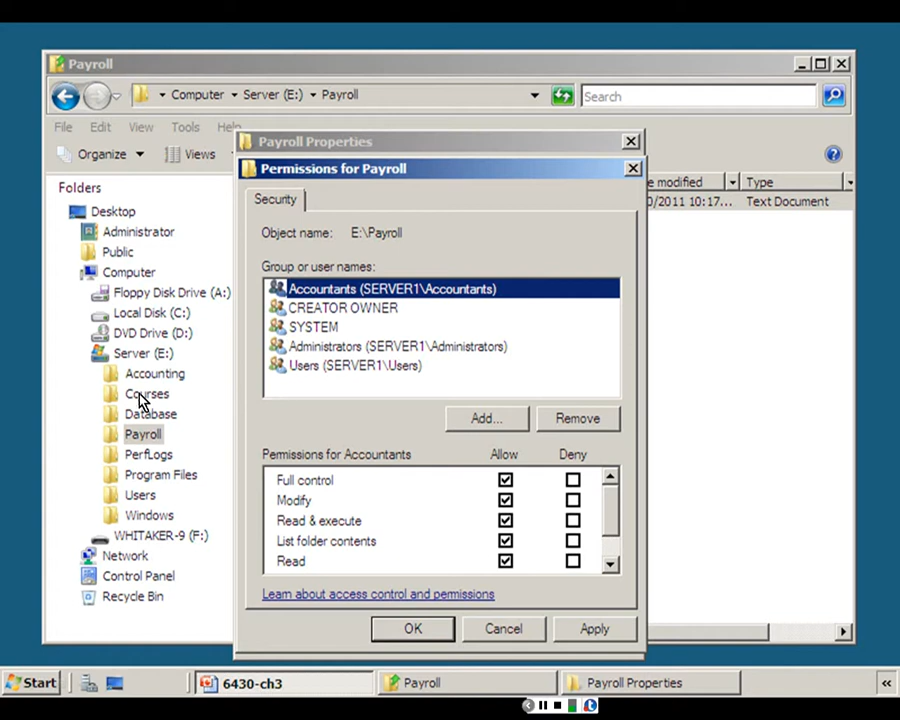 Payroll
Computer Server (E:) Payroll
Search
File Edit View Tools Help
Organize Views
Payroll Properties
Permissions for Payroll
Security
Object name: E:\Payroll
Group or user names:
Accountants (SERVER1\Accountants)
CREATOR OWNER
SYSTEM
Administrators (SERVER1\Administrators)
Users (SERVER1\Users)
Add... Remove
Permissions for Accountants Allow Deny
Full control
Modify
Read & execute
List folder contents
Read
Learn about access control and permissions
OK Cancel Apply
e modified Type
0/2011 10:17... Text Document
Folders
Desktop
Administrator
Public
Computer
Floppy Disk Drive (A:)
Local Disk (C:)
DVD Drive (D:)
Server (E:)
Accounting
Courses
Database
Payroll
PerfLogs
Program Files
Users
Windows
WHITAKER-9 (F:)
Network
Control Panel
Recycle Bin
Start 6430-ch3 Payroll Payroll Properties «